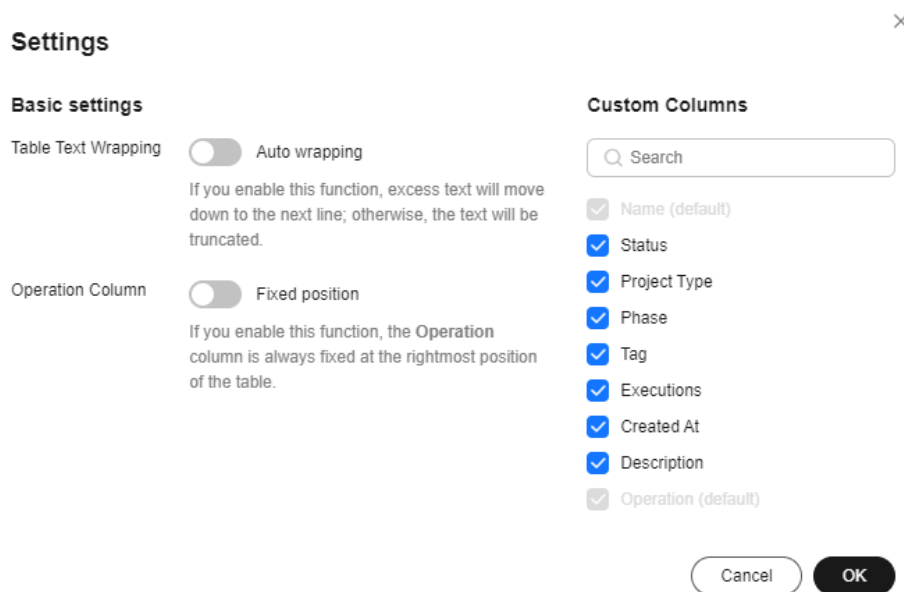 Settings
Basic settings
Table Text Wrapping
Auto wrapping
If you enable this function, excess text will move
down to the next line; otherwise, the text will be
truncated.
Operation Column
Fixed position
If you enable this function, the Operation
column is always fixed at the rightmost position
of the table.
Custom Columns
Search
Name (default)
Status
Project Type
Phase
Tag
Executions
Created At
Description
Operation (default)
Cancel
OK